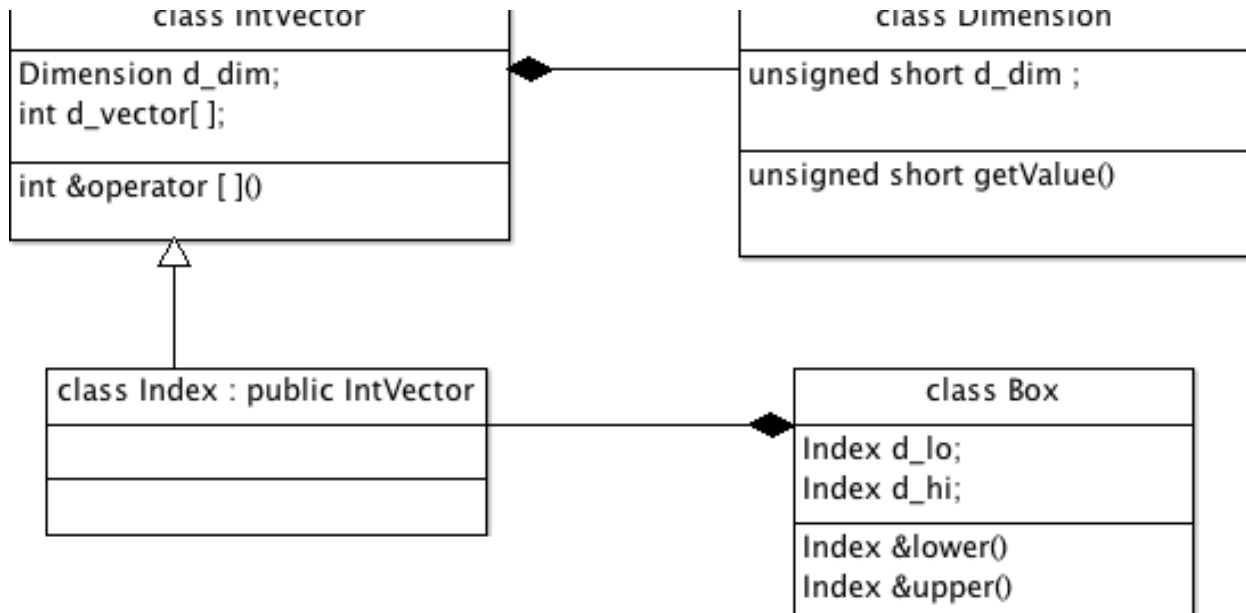 class IntVector
Dimension d_dim;
int d_vector[ ];
int &operator [ ]()
class Dimension
unsigned short d_dim ;
unsigned short getValue()
class Index : public IntVector
class Box
Index d_lo;
Index d_hi;
Index &lower()
Index &upper()